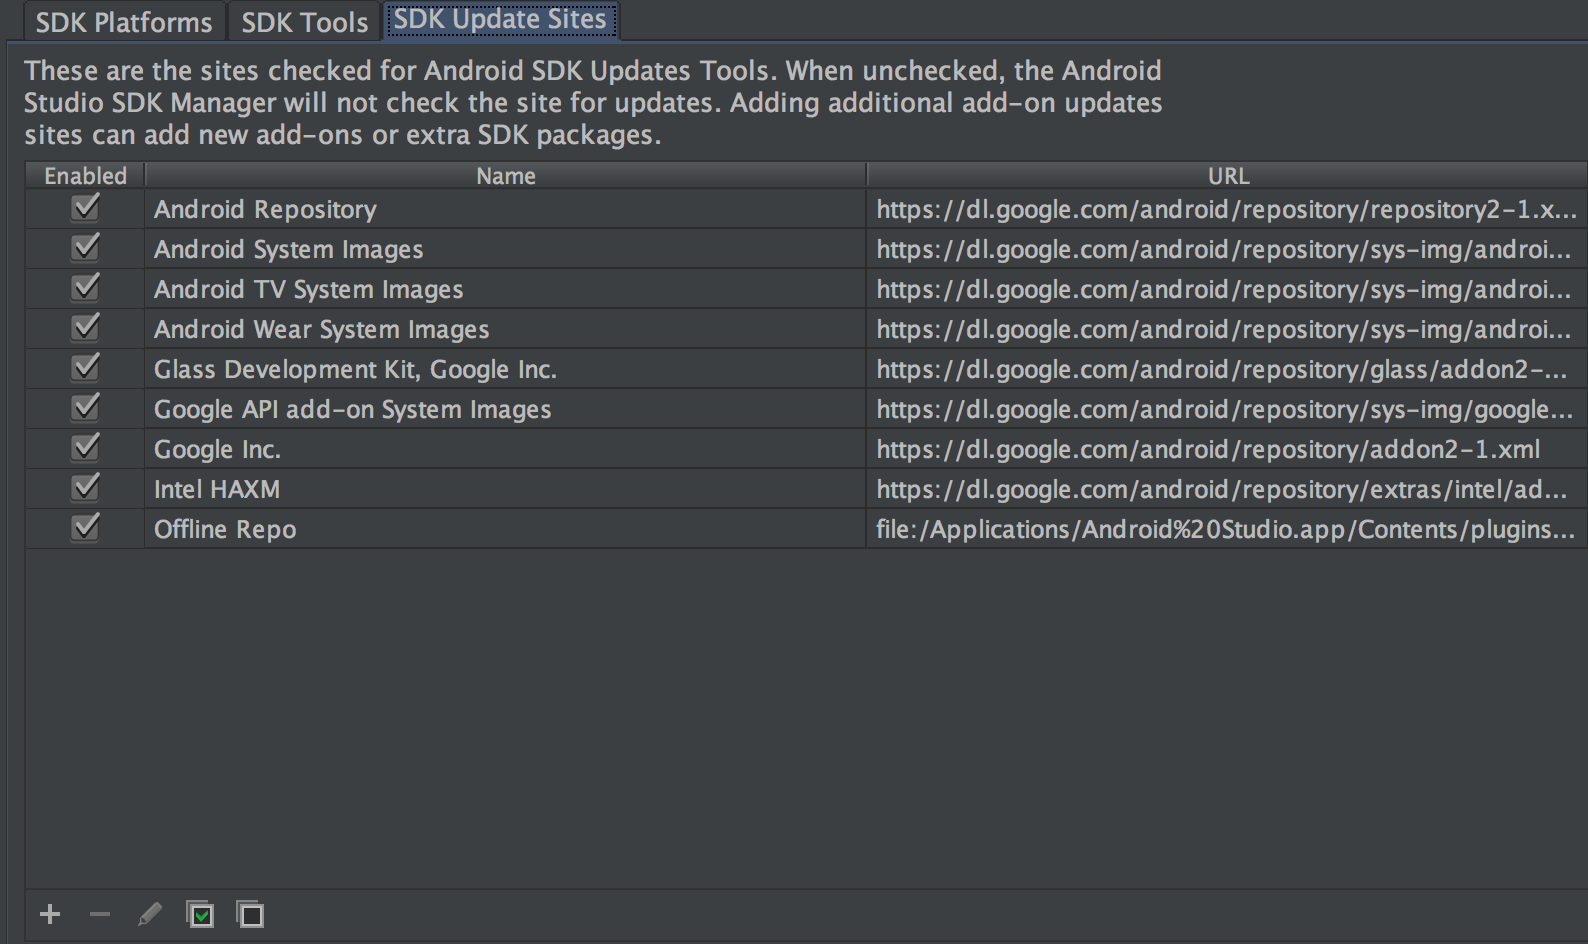 SDK Platforms SDK Tools SDK Update Sites
These are the sites checked for Android SDK Updates Tools. When unchecked, the Android
Studio SDK Manager will not check the site for updates. Adding additional add-on updates
sites can add new add-ons or extra SDK packages.
Enabled Name URL
Android Repository https://dl.google.com/android/repository/repository2-1.x...
Android System Images https://dl.google.com/android/repository/sys-img/androi...
Android TV System Images https://dl.google.com/android/repository/sys-img/androi...
Android Wear System Images https://dl.google.com/android/repository/sys-img/androi...
Glass Development Kit, Google Inc. https://dl.google.com/android/repository/glass/addon2-...
Google API add-on System Images https://dl.google.com/android/repository/sys-img/google...
Google Inc. https://dl.google.com/android/repository/addon2-1.xml
Intel HAXM https://dl.google.com/android/repository/extras/intel/ad...
Offline Repo file:/Applications/Android%20Studio.app/Contents/plugins...